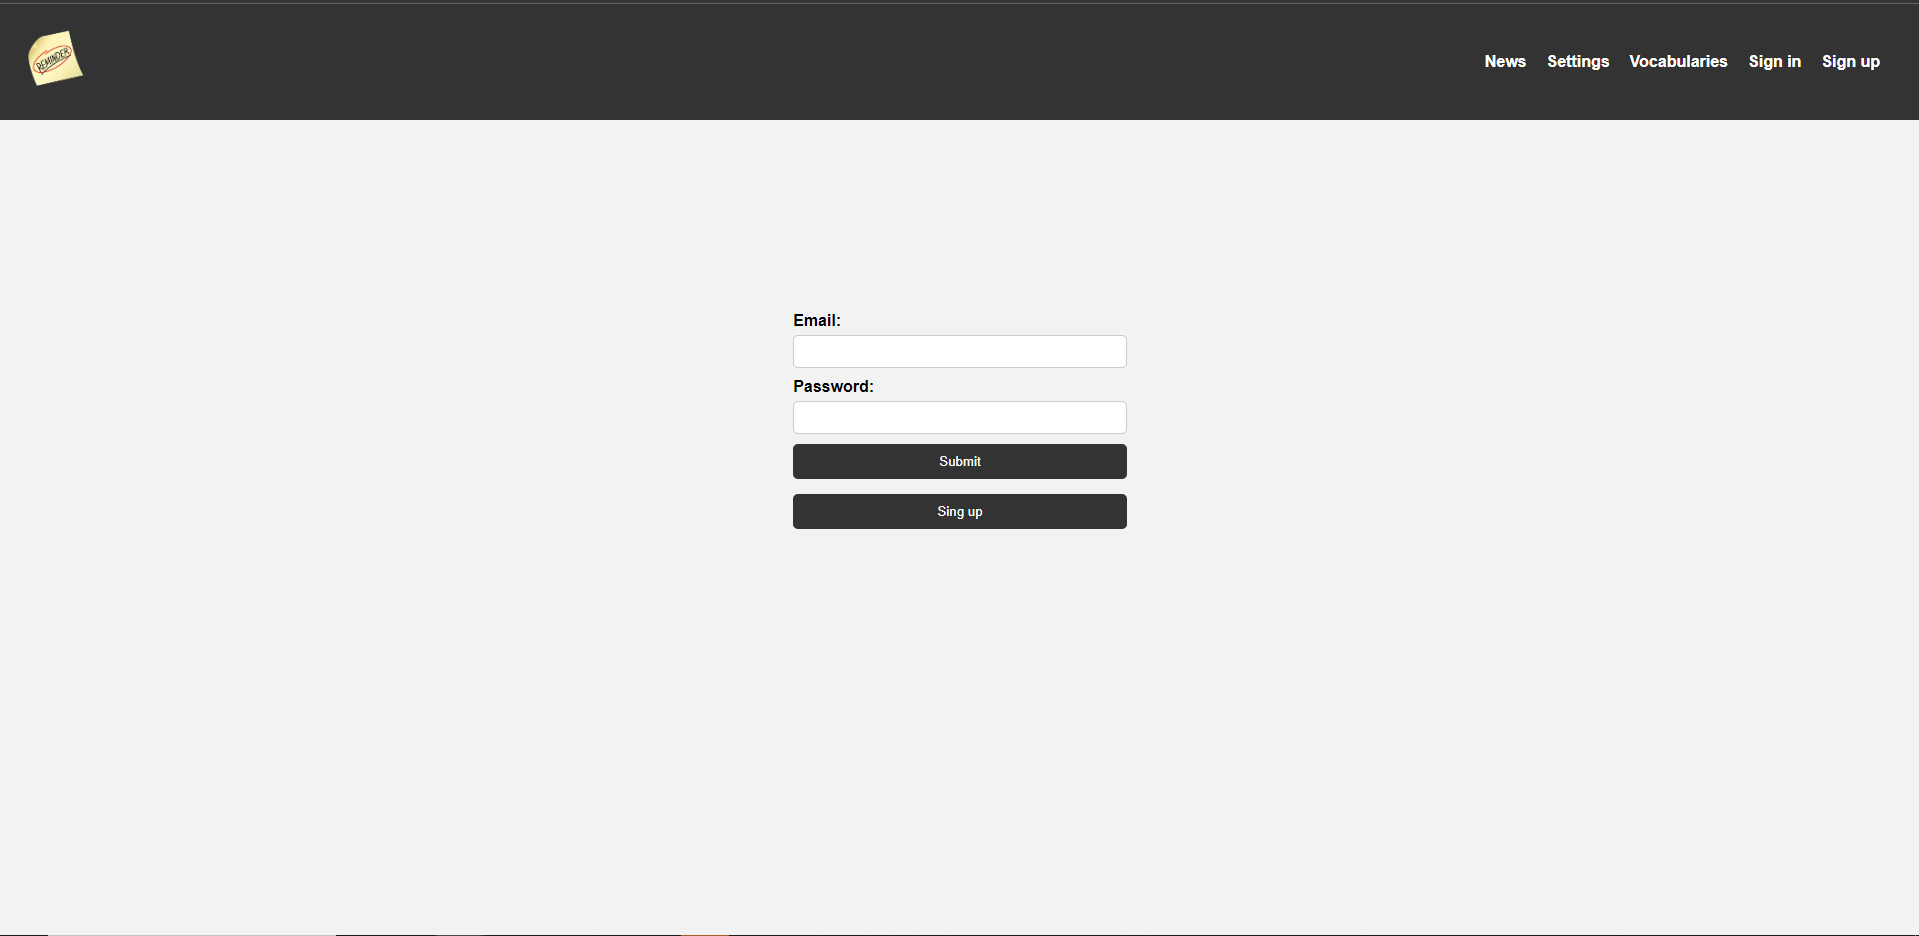 REMINDER
News Settings Vocabularies Sign in Sign up
Email:
Password:
Submit
Sing up